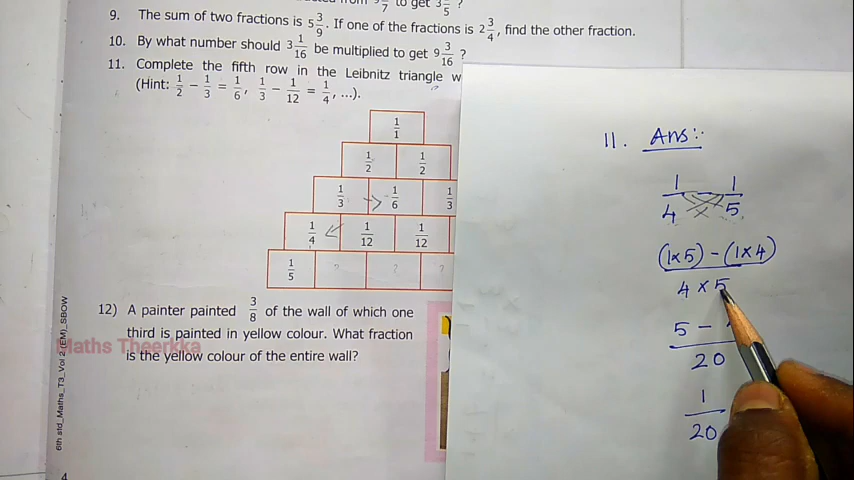 to get 3 1/5 ?
9. The sum of two fractions is 5 3/9. If one of the fractions is 2 3/4, find the other fraction.
10. By what number should 3 1/16 be multiplied to get 9 3/16 ?
11. Complete the fifth row in the Leibnitz triangle w
(Hint: 1/2 − 1/3 = 1/6, 1/3 − 1/12 = 1/4, ...).
1/1
1/2 1/2
1/3 1/6 1/3
1/4 1/12 1/12
1/5 ? ? ?
12) A painter painted 3/8 of the wall of which one
third is painted in yellow colour. What fraction
is the yellow colour of the entire wall?
Maths Theerkka
6th std_Maths_T3_Vol 2 (EM)_SBOW
4
11. Ans:-
1/4 − 1/5
(1×5) − (1×4)
4 × 5
5 −
20
1
20